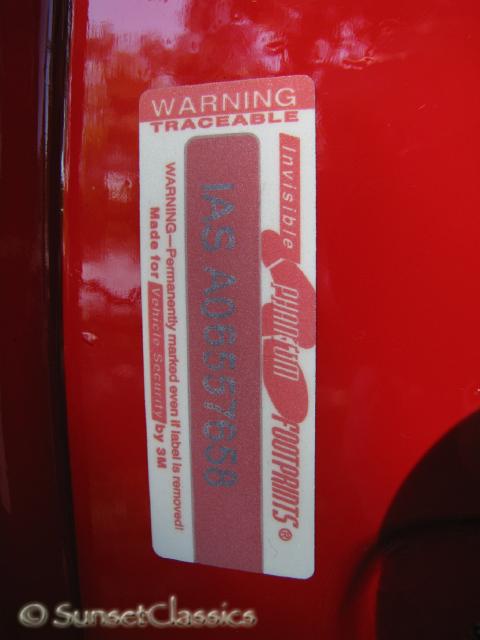 WARNING
TRACEABLE
Invisible PHANTOM FOOTPRINTS®
IAS A06557658
WARNING—Permanently marked even if label is removed!
Made for Vehicle Security by 3M
© SunsetClassics